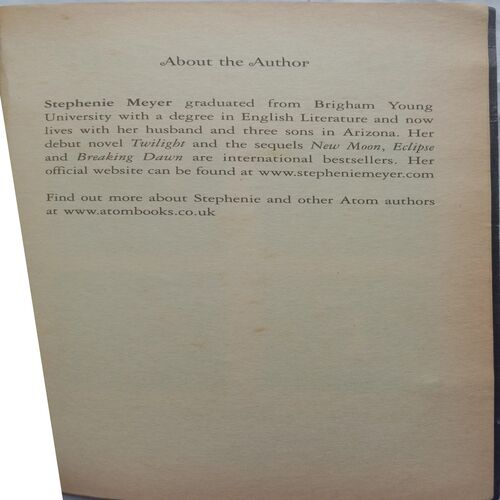 About the Author
Stephenie Meyer graduated from Brigham Young
University with a degree in English Literature and now
lives with her husband and three sons in Arizona. Her
debut novel Twilight and the sequels New Moon, Eclipse
and Breaking Dawn are international bestsellers. Her
official website can be found at www.stepheniemeyer.com
Find out more about Stephenie and other Atom authors
at www.atombooks.co.uk